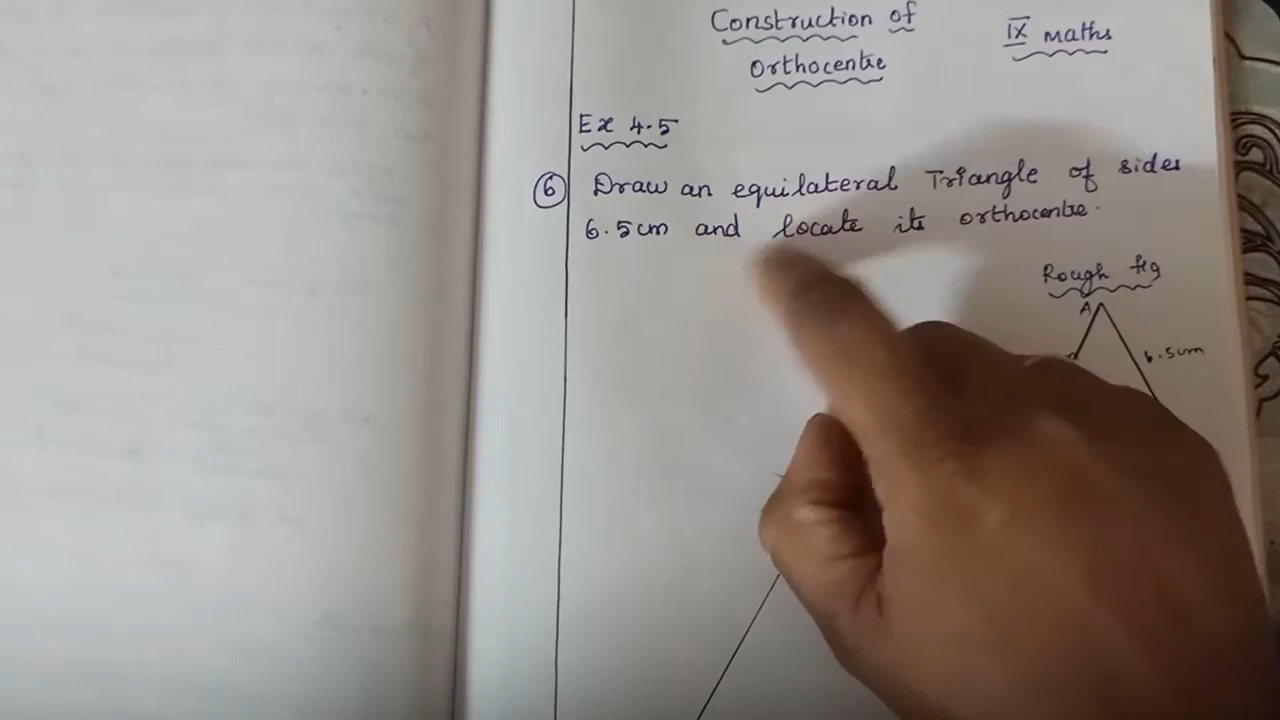 Construction of
Orthocentre
IX maths
Ex 4.5
6 Draw an equilateral Triangle of sides
6.5cm and locate its orthocentre.
Rough fig
A
6.5cm